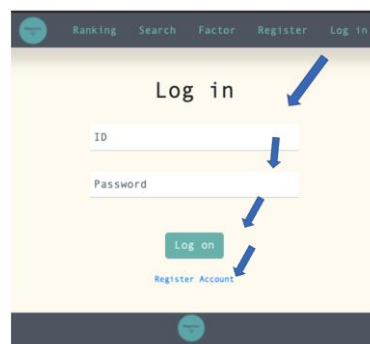 Ranking Search Factor Register Log in
Log in
ID
Password
Log on
Register Account